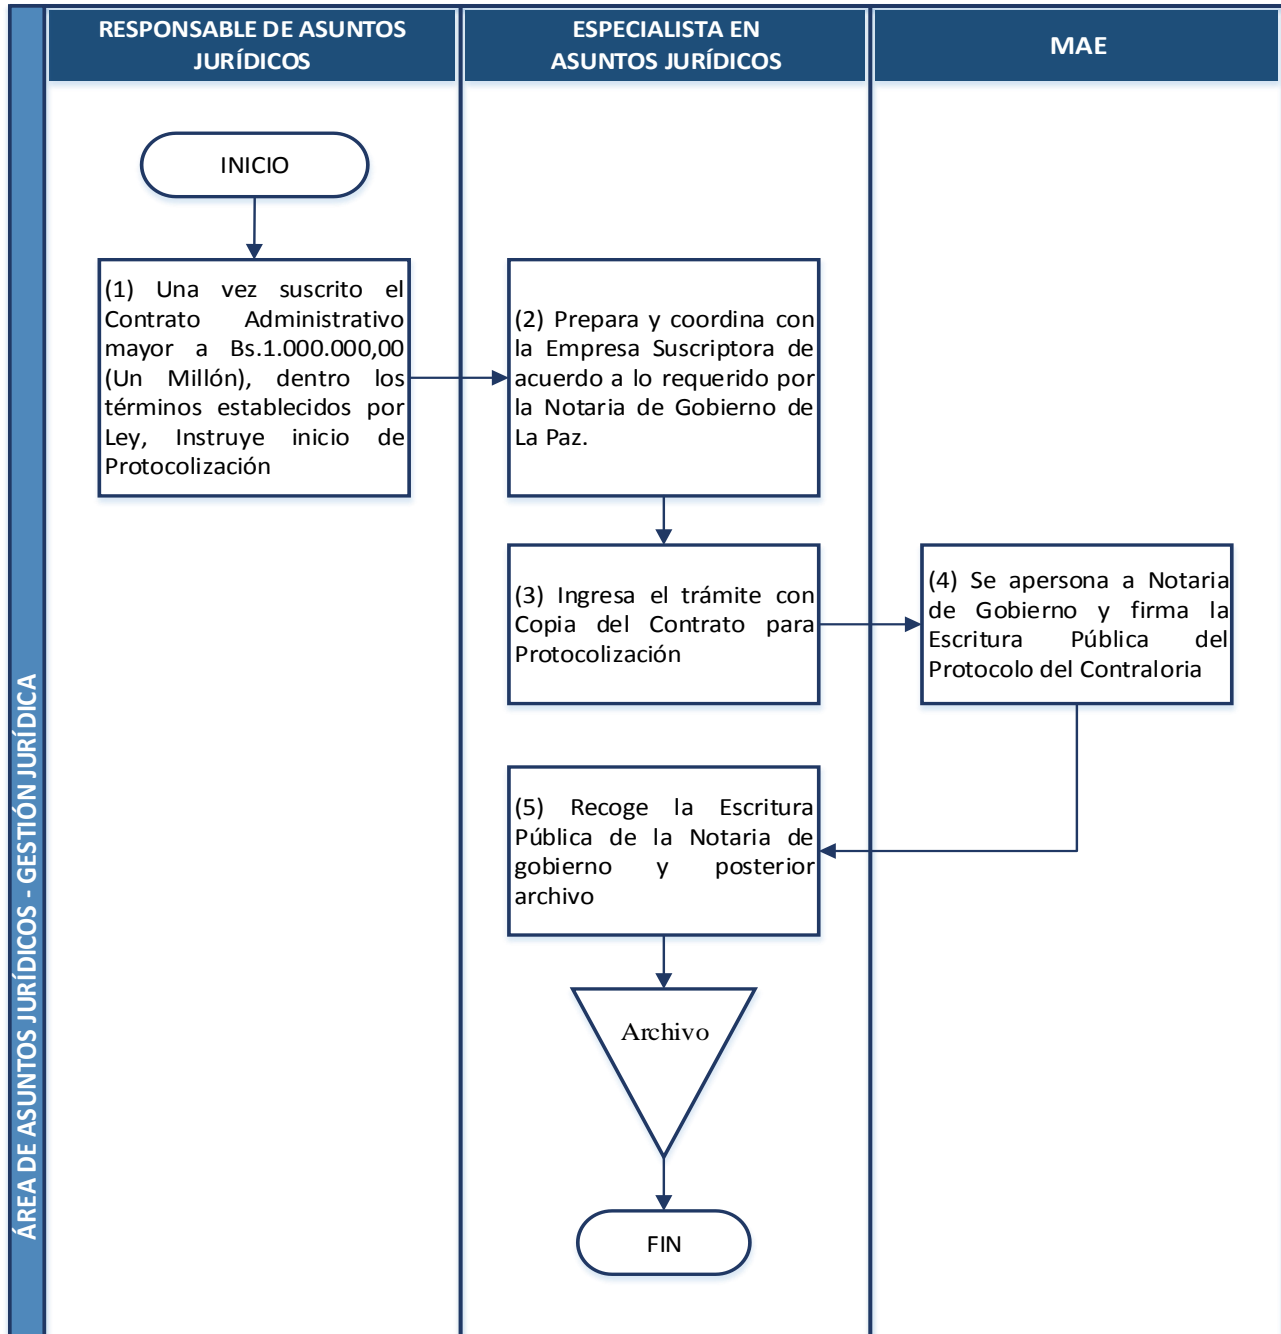 RESPONSABLE DE ASUNTOS
JURÍDICOS
ESPECIALISTA EN
ASUNTOS JURÍDICOS
MAE
ÁREA DE ASUNTOS JURÍDICOS - GESTIÓN JURÍDICA
INICIO
(1) Una vez suscrito el
Contrato Administrativo
mayor a Bs.1.000.000,00
(Un Millón), dentro los
términos establecidos por
Ley, Instruye inicio de
Protocolización
(2) Prepara y coordina con
la Empresa Suscriptora de
acuerdo a lo requerido por
la Notaria de Gobierno de
La Paz.
(3) Ingresa el trámite con
Copia del Contrato para
Protocolización
(4) Se apersona a Notaria
de Gobierno y firma la
Escritura Pública del
Protocolo del Contraloria
(5) Recoge la Escritura
Pública de la Notaria de
gobierno y posterior
archivo
Archivo
FIN